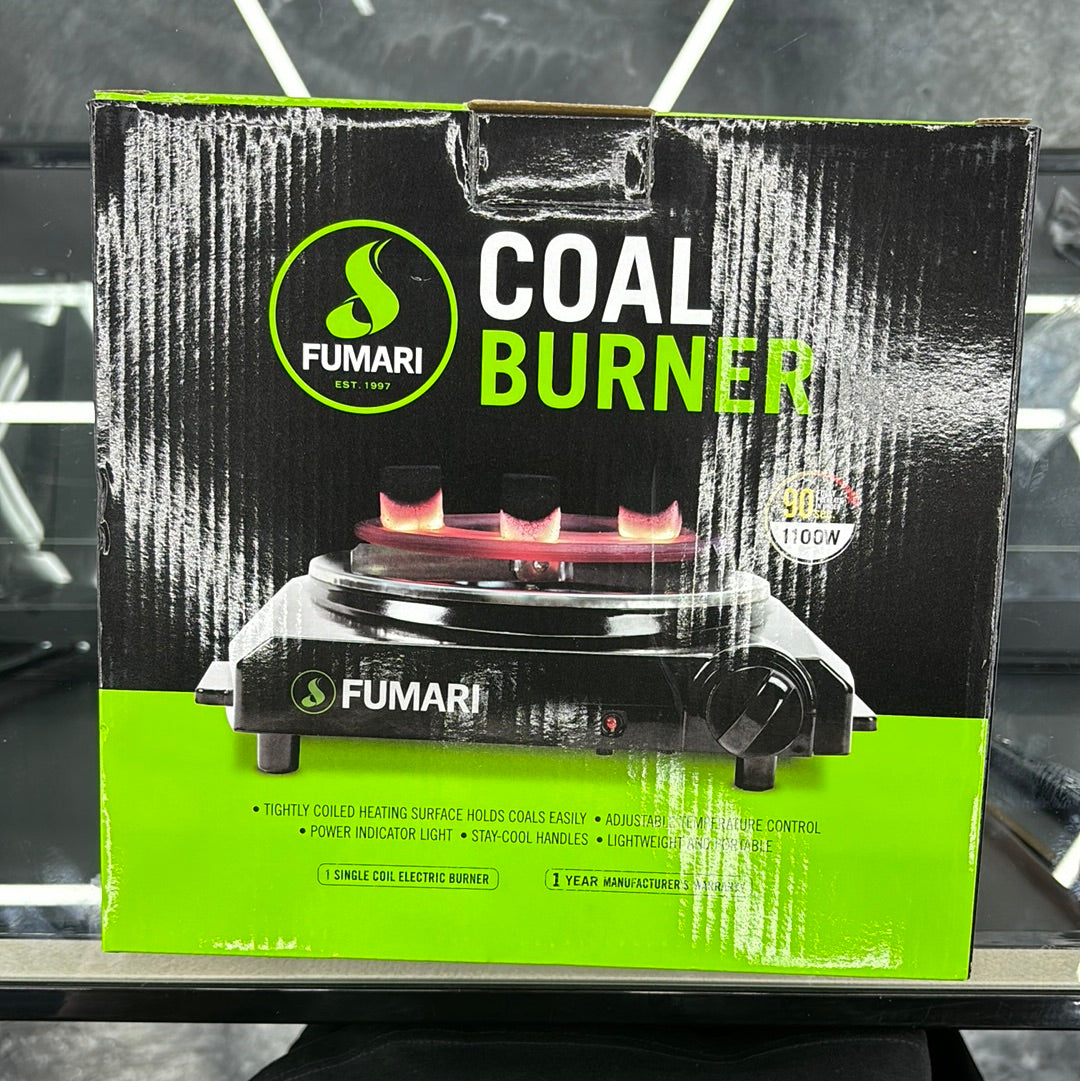 COAL
BURNER
FUMARI
EST. 1997
90
SEC
1100W
FUMARI
• TIGHTLY COILED HEATING SURFACE HOLDS COALS EASILY • ADJUSTABLE TEMPERATURE CONTROL
• POWER INDICATOR LIGHT • STAY-COOL HANDLES • LIGHTWEIGHT AND PORTABLE
1 SINGLE COIL ELECTRIC BURNER
1 YEAR MANUFACTURER'S WARRANTY